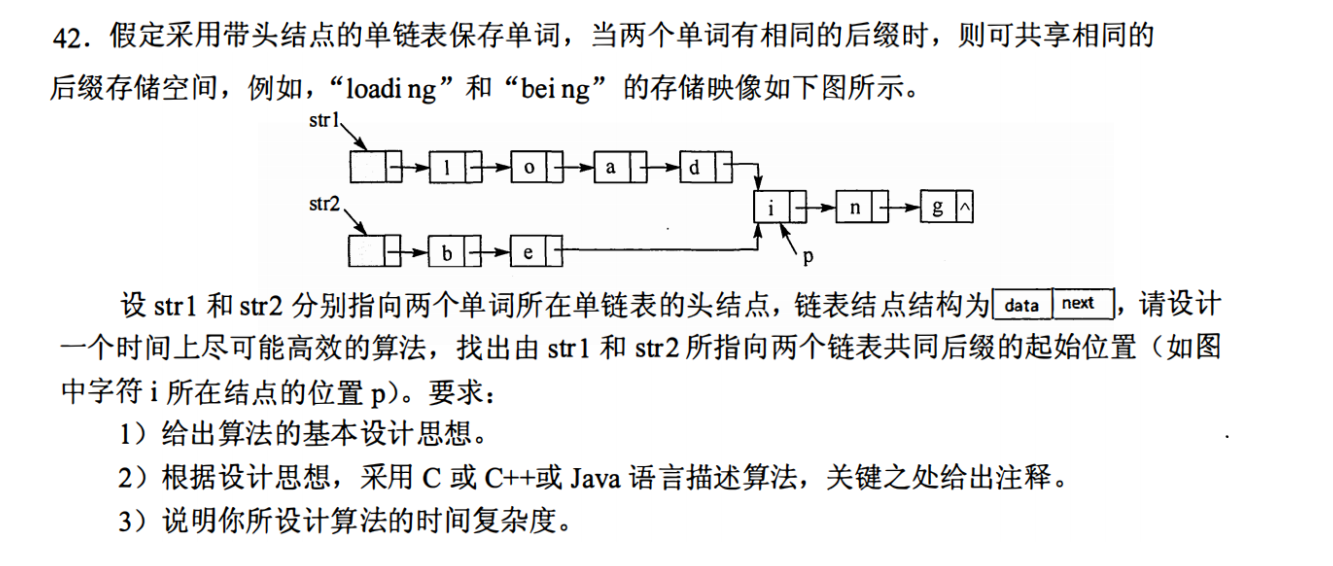 42．假定采用带头结点的单链表保存单词，当两个单词有相同的后缀时，则可共享相同的
后缀存储空间，例如，“loadi ng”和“bei ng”的存储映像如下图所示。
str1
l o a d
str2
i n g ^
b e
p
设 str1 和 str2 分别指向两个单词所在单链表的头结点，链表结点结构为 data next ，请设计
一个时间上尽可能高效的算法，找出由 str1 和 str2 所指向两个链表共同后缀的起始位置（如图
中字符 i 所在结点的位置 p）。要求：
1）给出算法的基本设计思想。
2）根据设计思想，采用 C 或 C++或 Java 语言描述算法，关键之处给出注释。
3）说明你所设计算法的时间复杂度。